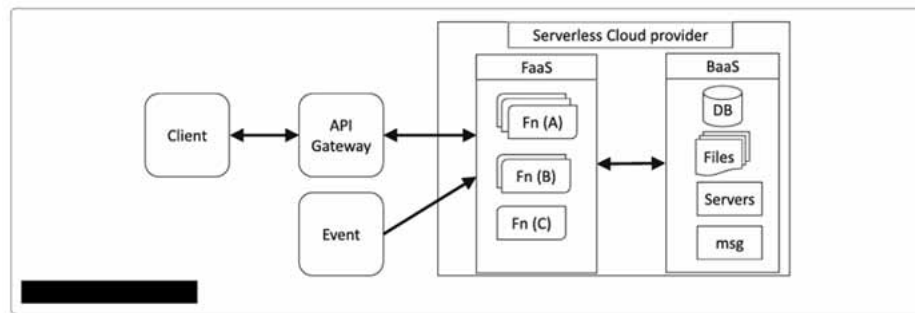 Serverless Cloud provider
FaaS
BaaS
Client
API
Gateway
Event
Fn (A)
Fn (B)
Fn (C)
DB
Files
Servers
msg